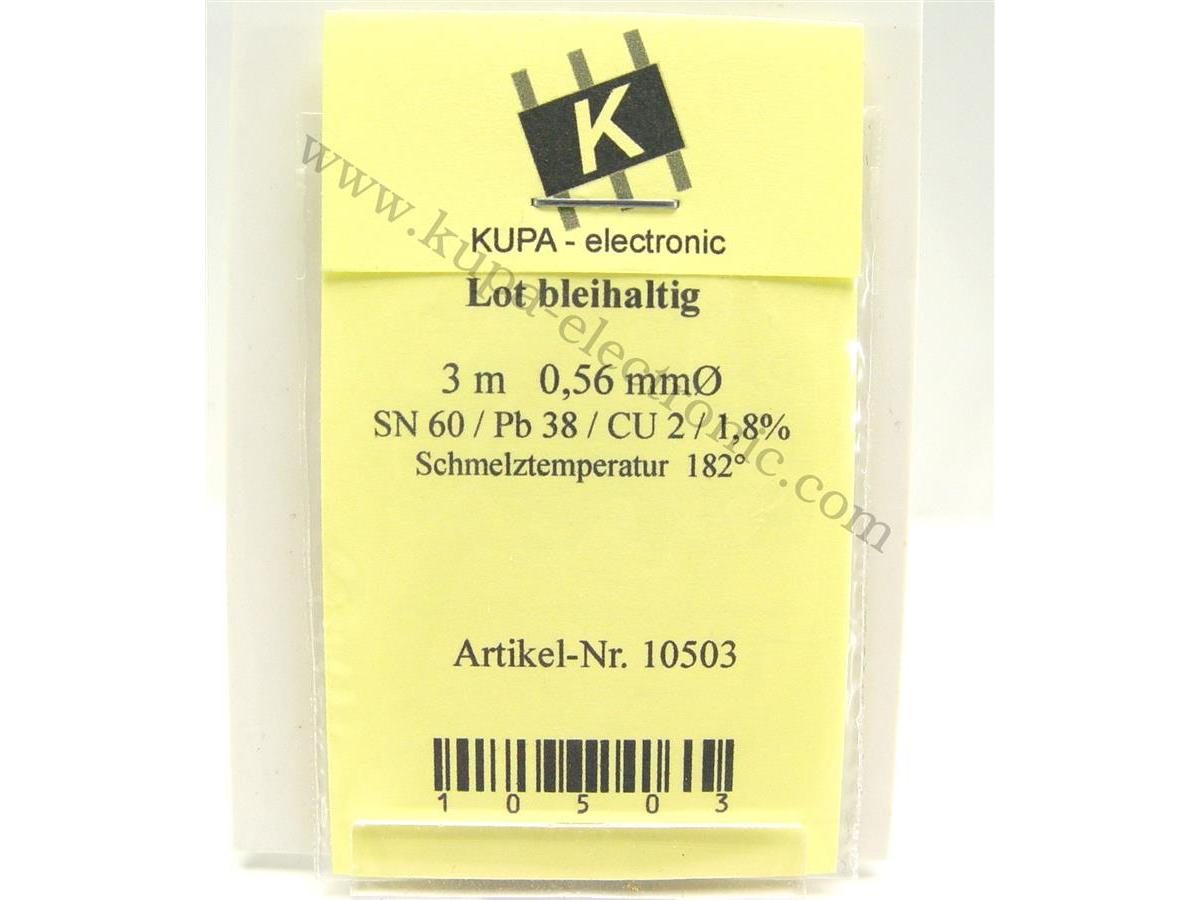 K
KUPA - electronic
Lot bleihaltig
3 m 0,56 mmØ
SN 60 / Pb 38 / CU 2 / 1,8%
Schmelztemperatur 182°
Artikel-Nr. 10503
10503
www.kupa-electronic.com